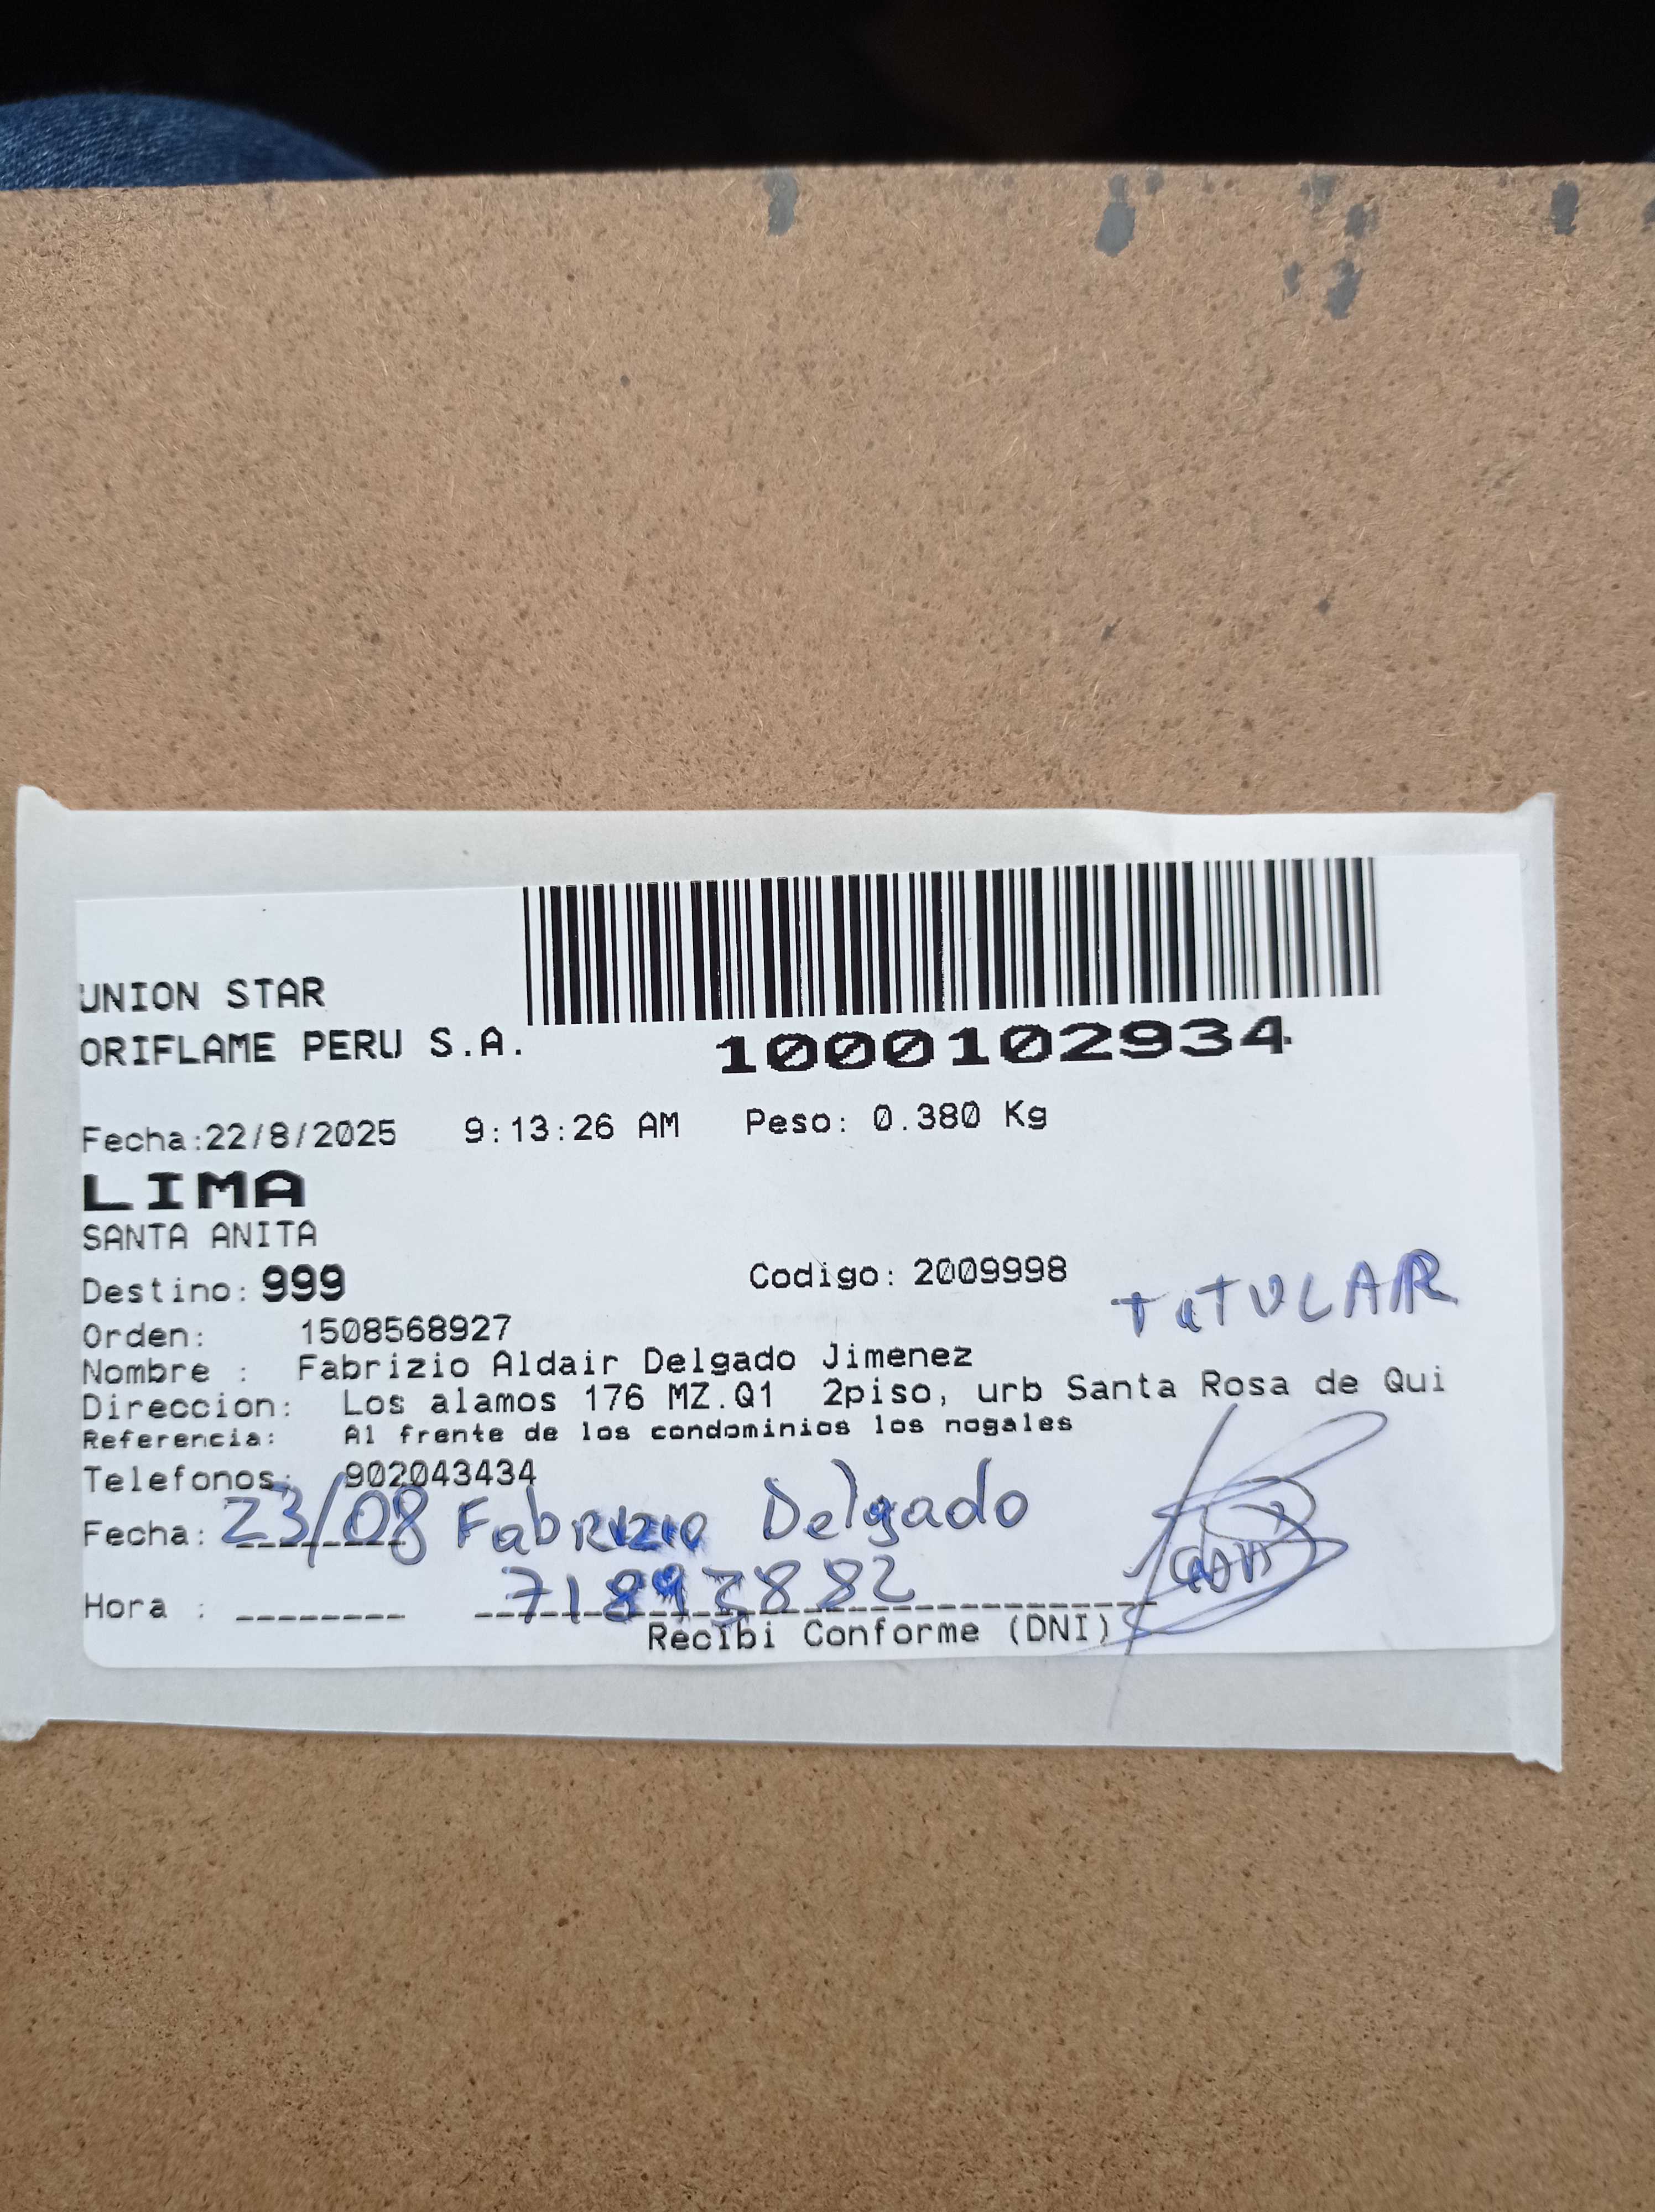 UNION STAR
ORIFLAME PERU S.A.
1000102934
Fecha:22/8/2025 9:13:26 AM Peso: 0.380 Kg
LIMA
SANTA ANITA
Destino: 999 Codigo: 2009998
TiTULAR
Orden: 1508568927
Nombre : Fabrizio Aldair Delgado Jimenez
Direccion: Los alamos 176 MZ.Q1 2piso, urb Santa Rosa de Qui
Referencia: Al frente de los condominios los nogales
Telefonos: 902043434
Fecha: 23/08 Fabrizio Delgado
Hora : 71893882
Recibi Conforme (DNI)